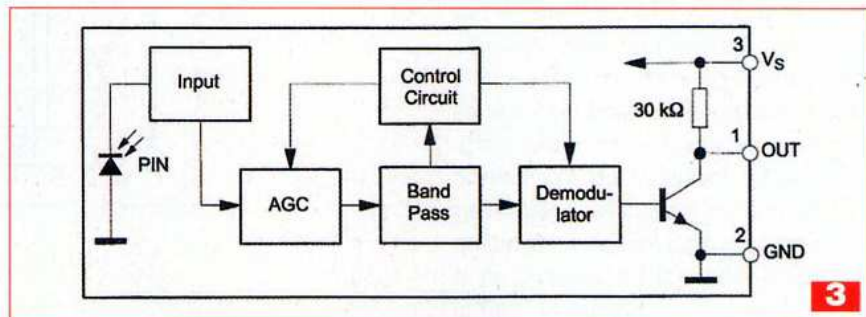 Input
PIN
AGC
Control
Circuit
Band
Pass
Demodu-
lator
30 kΩ
3
VS
1
OUT
2
GND
3